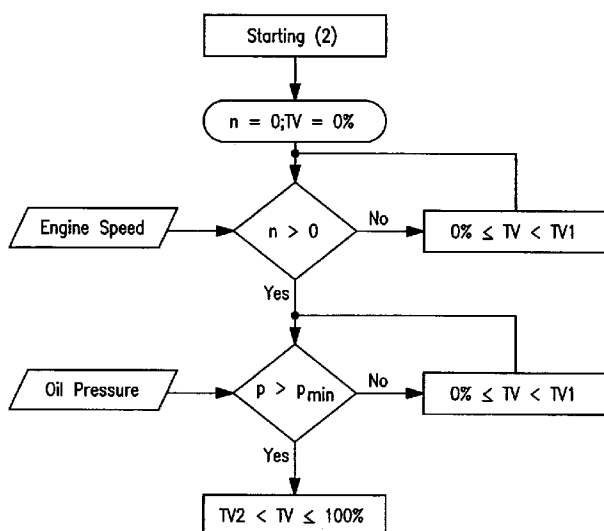 Starting (2)
n = 0;TV = 0%
Engine Speed
n > 0
No
0% ≤ TV < TV1
Yes
Oil Pressure
p > pmin
No
0% ≤ TV < TV1
Yes
TV2 < TV ≤ 100%